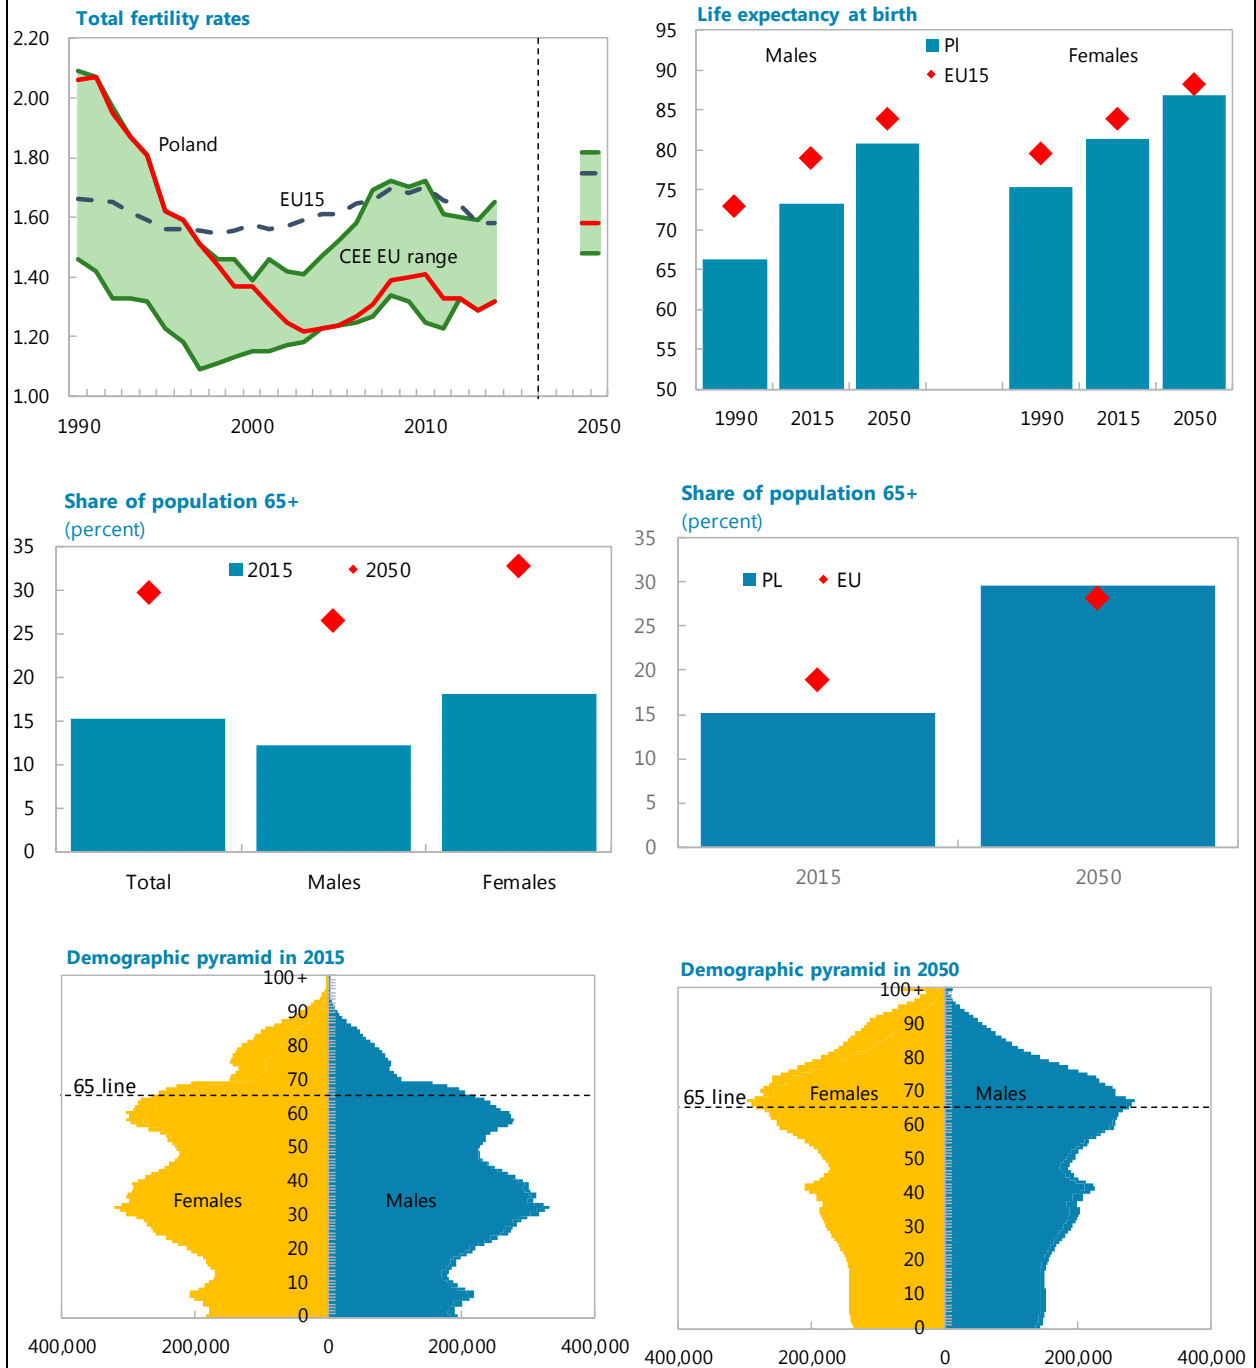 Total fertility rates
2.20
2.00
1.80
1.60
1.40
1.20
1.00
Poland
EU15
CEE EU range
1990 2000 2010 2050
Life expectancy at birth
95
90
85
80
75
70
65
60
55
50
Males
Females
Pl
EU15
1990 2015 2050 1990 2015 2050
Share of population 65+
(percent)
35
30
25
20
15
10
5
0
2015 2050
Total Males Females
Share of population 65+
(percent)
35
30
25
20
15
10
5
0
PL EU
2015 2050
Demographic pyramid in 2015
100+
90
80
70
60
50
40
30
20
10
0
65 line
Females
Males
400,000 200,000 0 200,000 400,000
Demographic pyramid in 2050
100+
90
80
70
60
50
40
30
20
10
0
65 line
Females
Males
400,000 200,000 0 200,000 400,000